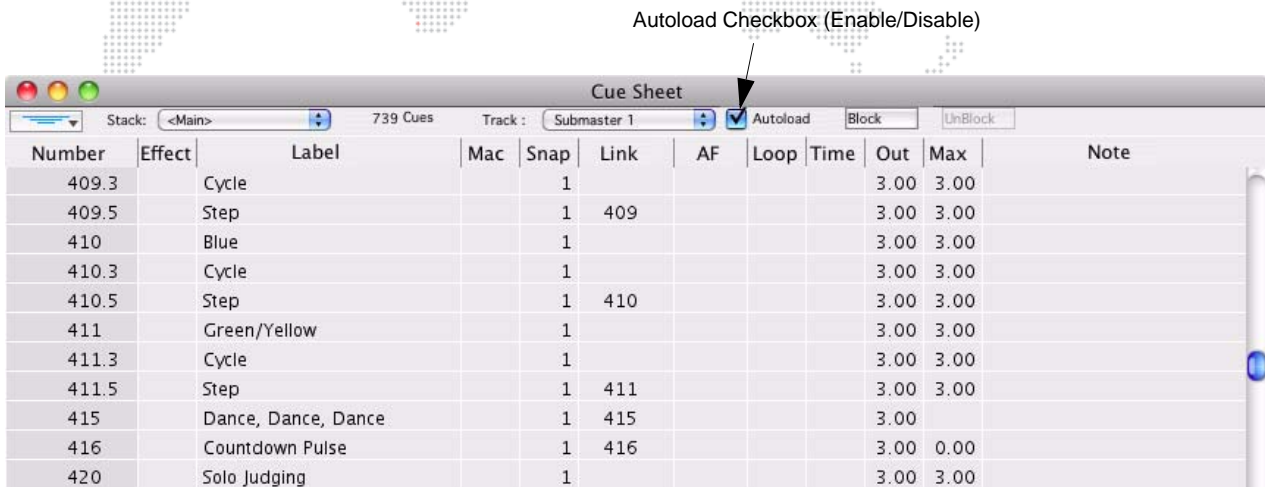 Autoload Checkbox (Enable/Disable)
Cue Sheet
Stack: <Main> 739 Cues Track : Submaster 1 Autoload Block UnBlock
Number Effect Label Mac Snap Link AF Loop Time Out Max Note
409.3 Cycle 1 3.00 3.00
409.5 Step 1 409 3.00 3.00
410 Blue 1 3.00 3.00
410.3 Cycle 1 3.00 3.00
410.5 Step 1 410 3.00 3.00
411 Green/Yellow 1 3.00 3.00
411.3 Cycle 1 3.00 3.00
411.5 Step 1 411 3.00 3.00
415 Dance, Dance, Dance 1 415 3.00
416 Countdown Pulse 1 416 3.00 0.00
420 Solo Judging 1 3.00 3.00